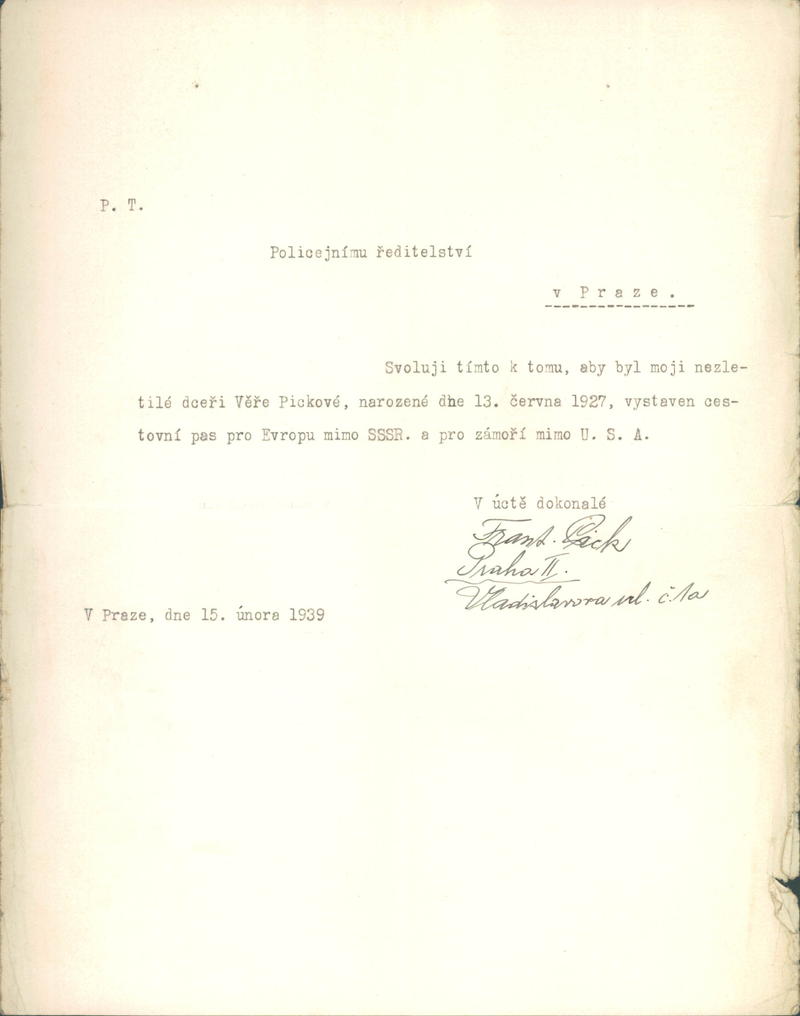 P. T.
Policejnímu ředitelství
v Praze.
Svoluji tímto k tomu, aby byl moji nezle-
tilé dceři Věře Pickové, narozené dne 13. června 1927, vystaven ces-
tovní pas pro Evropu mimo SSSR. a pro zámoří mimo U. S. A.
V úctě dokonalé
Frant. Pick
Praha II.
Vladislavova ul. č. 1a
V Praze, dne 15. února 1939